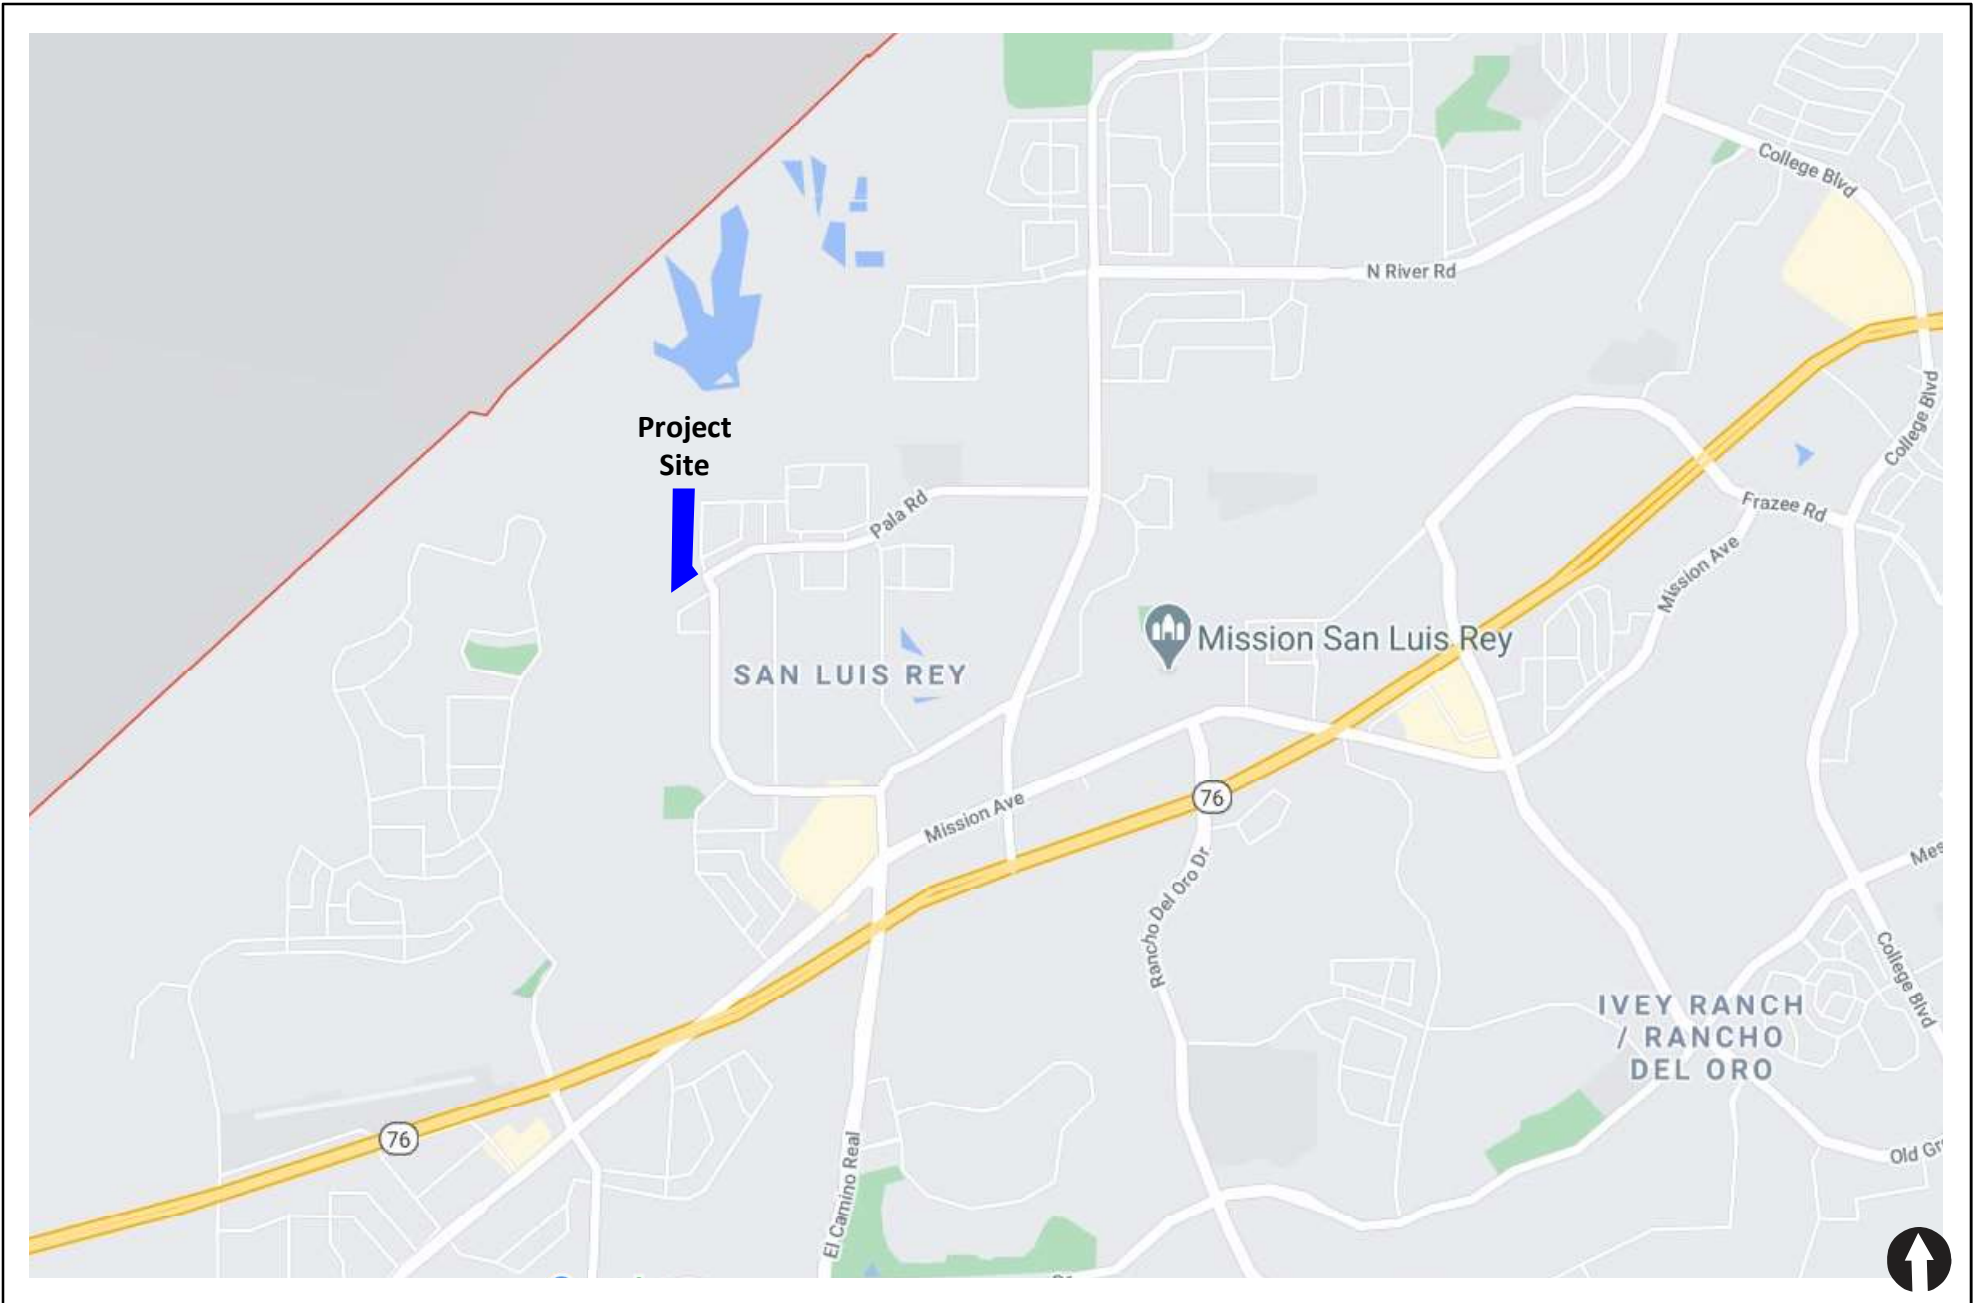 College Blvd
N River Rd
College Blvd
Project
Site
Pala Rd
Frazee Rd
Mission Ave
Mission San Luis Rey
SAN LUIS REY
76
Mission Ave
Rancho Del Oro Dr
College Blvd
IVEY RANCH
/ RANCHO
DEL ORO
76
El Camino Real